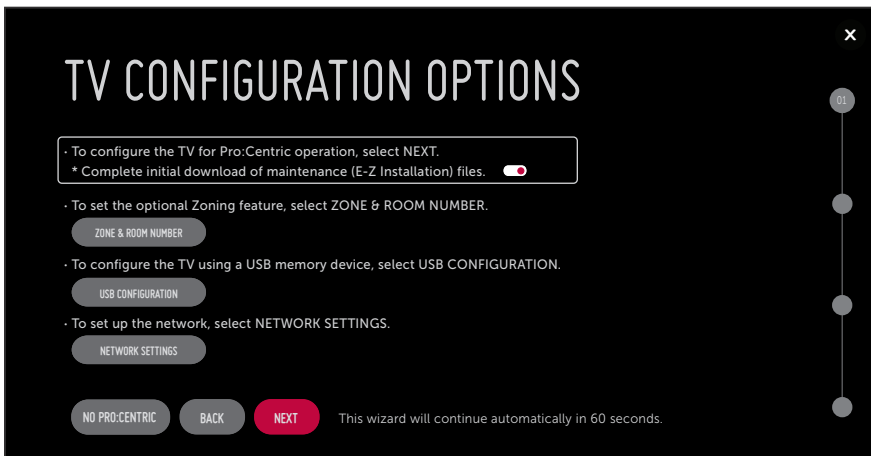 X
TV CONFIGURATION OPTIONS
01
· To configure the TV for Pro:Centric operation, select NEXT.
* Complete initial download of maintenance (E-Z Installation) files.
· To set the optional Zoning feature, select ZONE & ROOM NUMBER.
ZONE & ROOM NUMBER
· To configure the TV using a USB memory device, select USB CONFIGURATION.
USB CONFIGURATION
· To set up the network, select NETWORK SETTINGS.
NETWORK SETTINGS
NO PRO:CENTRIC BACK NEXT This wizard will continue automatically in 60 seconds.